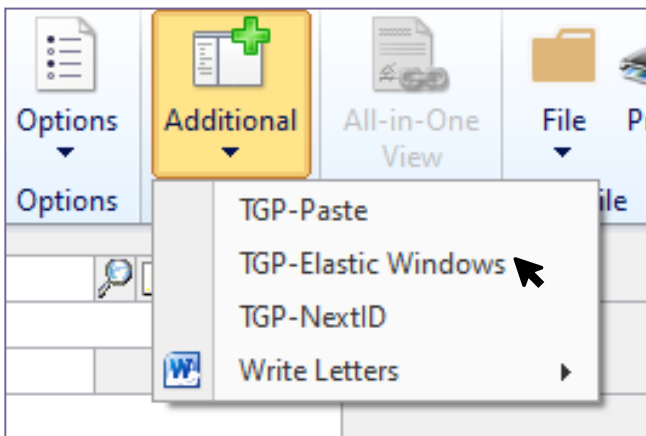 Options
Additional
All-in-One
View
File
Options
TGP-Paste
TGP-Elastic Windows
TGP-NextID
Write Letters